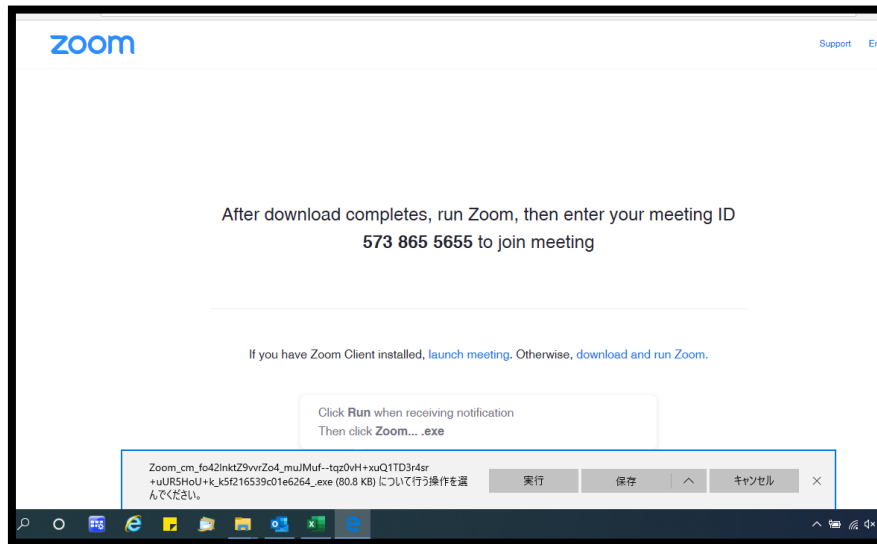 zoom
Support
After download completes, run Zoom, then enter your meeting ID
573 865 5655 to join meeting
If you have Zoom Client installed, launch meeting. Otherwise, download and run Zoom.
Click Run when receiving notification
Then click Zoom... .exe
Zoom_cm_fo42lnktZ9vvrZo4_muJMuf--tqz0vH+xuQ1TD3r4sr
+uUR5HoU+k_k5f216539c01e6264_.exe (80.8 KB) について行う操作を選
んでください。
実行
保存
キャンセル